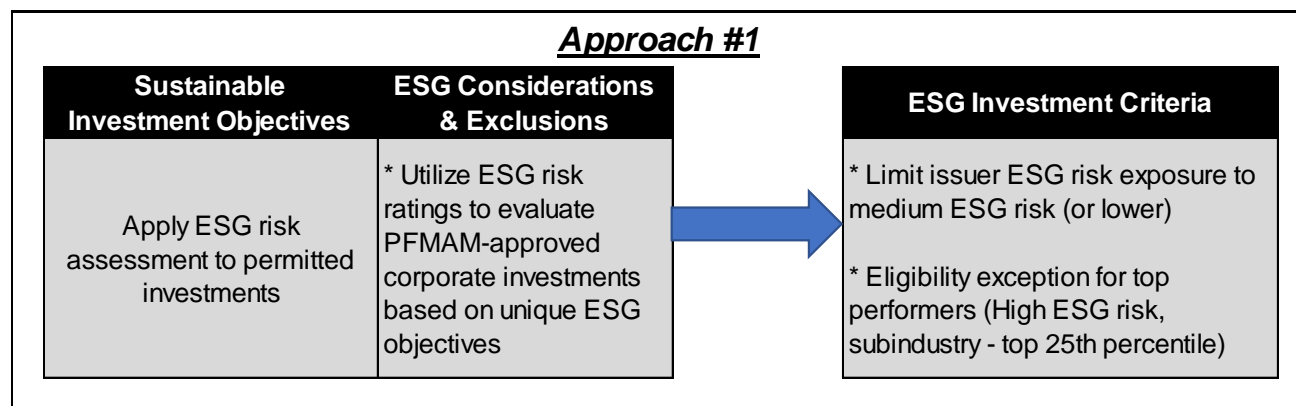 Approach #1
Sustainable
Investment Objectives
ESG Considerations
& Exclusions
ESG Investment Criteria
Apply ESG risk
assessment to permitted
investments
* Utilize ESG risk
ratings to evaluate
PFMAM-approved
corporate investments
based on unique ESG
objectives
* Limit issuer ESG risk exposure to
medium ESG risk (or lower)
* Eligibility exception for top
performers (High ESG risk,
subindustry - top 25th percentile)